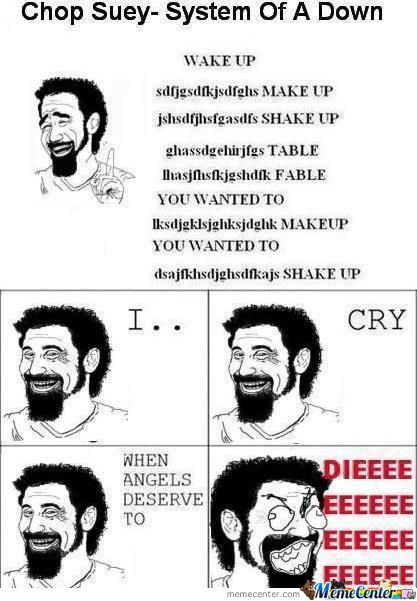 Chop Suey- System Of A Down
WAKE UP
sdfjgsdfkjsdfghs MAKE UP
jshsdfjhsfgasdfs SHAKE UP
ghassdgehirjfgs TABLE
lhasjfhsfkjgshdfk FABLE
YOU WANTED TO
lksdjgklsjghksjdghk MAKEUP
YOU WANTED TO
dsajfkhsdjghsdfkajs SHAKE UP
I..
CRY
WHEN
ANGELS
DESERVE
TO
DIEEEE
EEEEEE
EEEEEE
EEEEEE
memecenter.com
MemeCenter